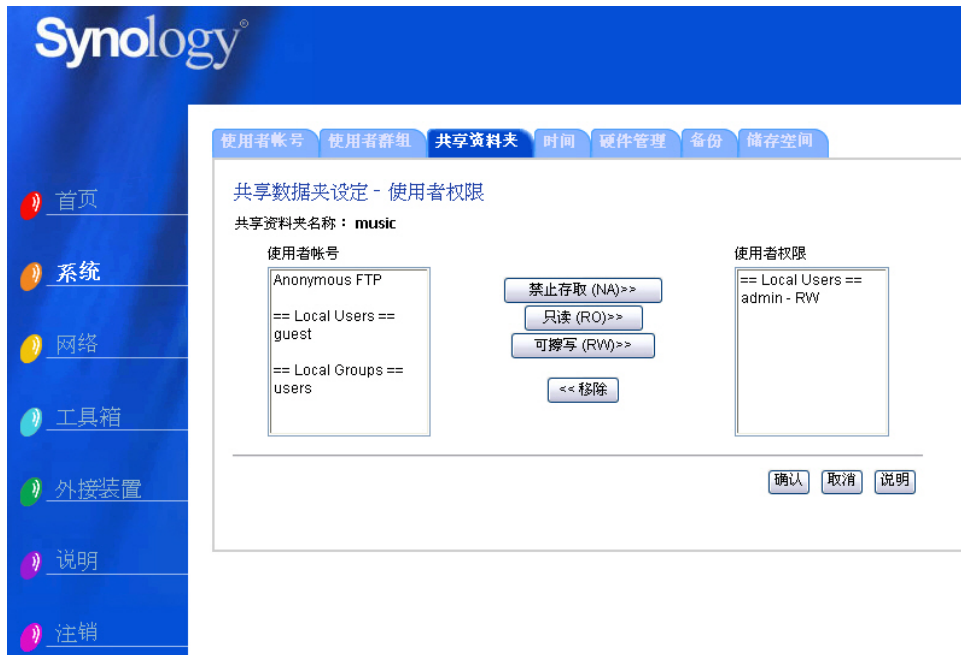 Synology
使用者帐号 使用者群组 共享资料夹 时间 硬件管理 备份 储存空间
首页
系统
网络
工具箱
外接装置
说明
注销
共享数据夹设定 - 使用者权限
共享资料夹名称： music
使用者帐号
Anonymous FTP
== Local Users ==
guest
== Local Groups ==
users
禁止存取 (NA)>>
只读 (RO)>>
可擦写 (RW)>>
<< 移除
使用者权限
== Local Users ==
admin - RW
确认 取消 说明